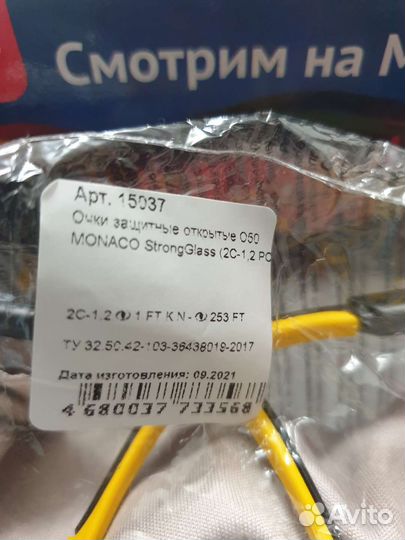 Смотрим на М
Арт. 15037
Очки защитные открытые О50
MONACO StrongGlass (2C-1,2 PC
2C-1.2 1 FT K N - 253 FT
ТУ 32.50.42-103-36438019-2017
Дата изготовления: 09.2021
4 680037 733568
Avito